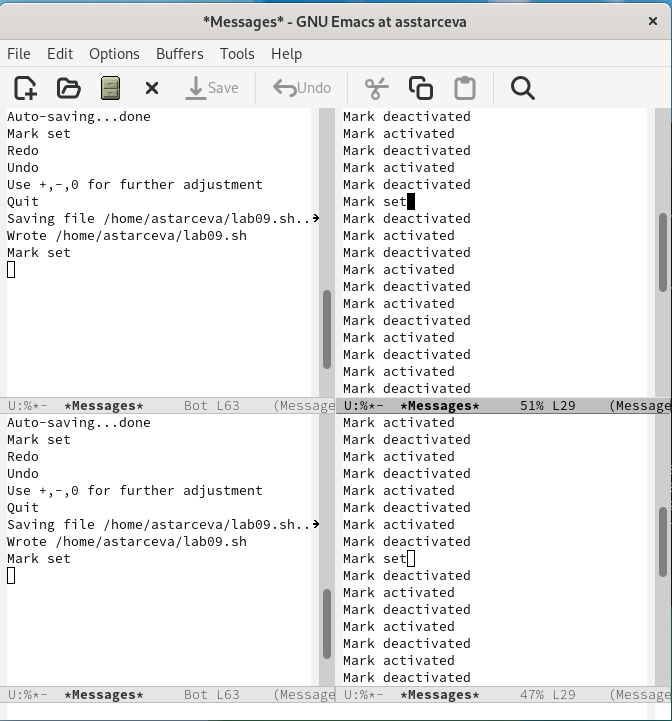 *Messages* - GNU Emacs at asstarceva
File Edit Options Buffers Tools Help
Save Undo
Auto-saving...done
Mark set
Redo
Undo
Use +,-,0 for further adjustment
Quit
Saving file /home/astarceva/lab09.sh..
Wrote /home/astarceva/lab09.sh
Mark set
U:%*- *Messages* Bot L63 (Message
Mark deactivated
Mark activated
Mark deactivated
Mark activated
Mark deactivated
Mark set
Mark deactivated
Mark activated
Mark deactivated
Mark activated
Mark deactivated
Mark activated
Mark deactivated
Mark activated
Mark deactivated
Mark activated
Mark deactivated
U:%*- *Messages* 51% L29 (Message
Auto-saving...done
Mark set
Redo
Undo
Use +,-,0 for further adjustment
Quit
Saving file /home/astarceva/lab09.sh..
Wrote /home/astarceva/lab09.sh
Mark set
U:%*- *Messages* Bot L63 (Message
Mark activated
Mark deactivated
Mark activated
Mark deactivated
Mark activated
Mark deactivated
Mark activated
Mark deactivated
Mark set
Mark deactivated
Mark activated
Mark deactivated
Mark activated
Mark deactivated
Mark activated
Mark deactivated
U:%*- *Messages* 47% L29 (Message